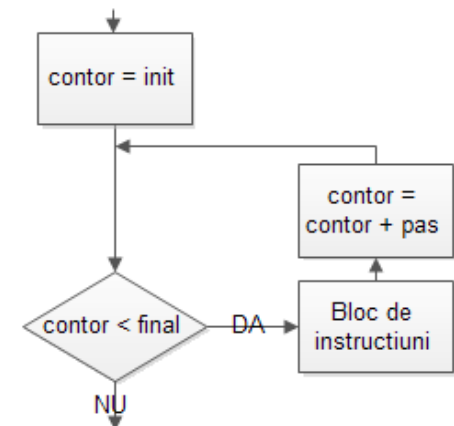 contor = init
contor =
contor + pas
contor < final
DA
Bloc de
instructiuni
NU